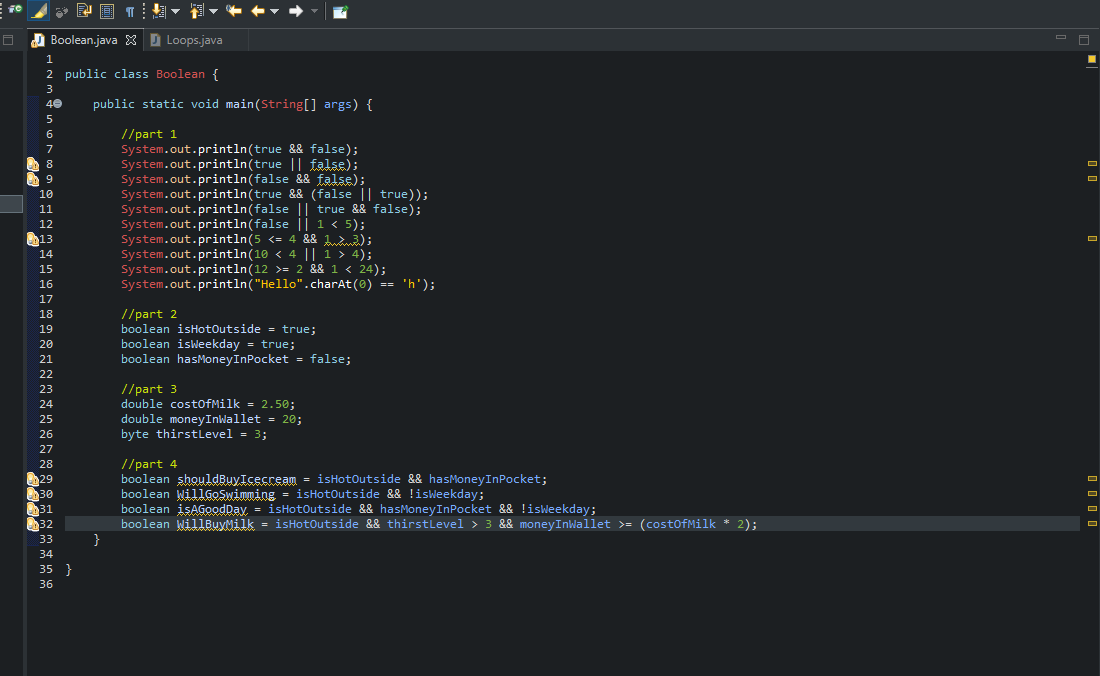 Boolean.java Loops.java
1
2 public class Boolean {
3
4 public static void main(String[] args) {
5
6 //part 1
7 System.out.println(true && false);
8 System.out.println(true || false);
9 System.out.println(false && false);
10 System.out.println(true && (false || true));
11 System.out.println(false || true && false);
12 System.out.println(false || 1 < 5);
13 System.out.println(5 <= 4 && 1 > 3);
14 System.out.println(10 < 4 || 1 > 4);
15 System.out.println(12 >= 2 && 1 < 24);
16 System.out.println("Hello".charAt(0) == 'h');
17
18 //part 2
19 boolean isHotOutside = true;
20 boolean isWeekday = true;
21 boolean hasMoneyInPocket = false;
22
23 //part 3
24 double costOfMilk = 2.50;
25 double moneyInWallet = 20;
26 byte thirstLevel = 3;
27
28 //part 4
29 boolean shouldBuyIcecream = isHotOutside && hasMoneyInPocket;
30 boolean WillGoSwimming = isHotOutside && !isWeekday;
31 boolean isAGoodDay = isHotOutside && hasMoneyInPocket && !isWeekday;
32 boolean WillBuyMilk = isHotOutside && thirstLevel > 3 && moneyInWallet >= (costOfMilk * 2);
33 }
34
35 }
36